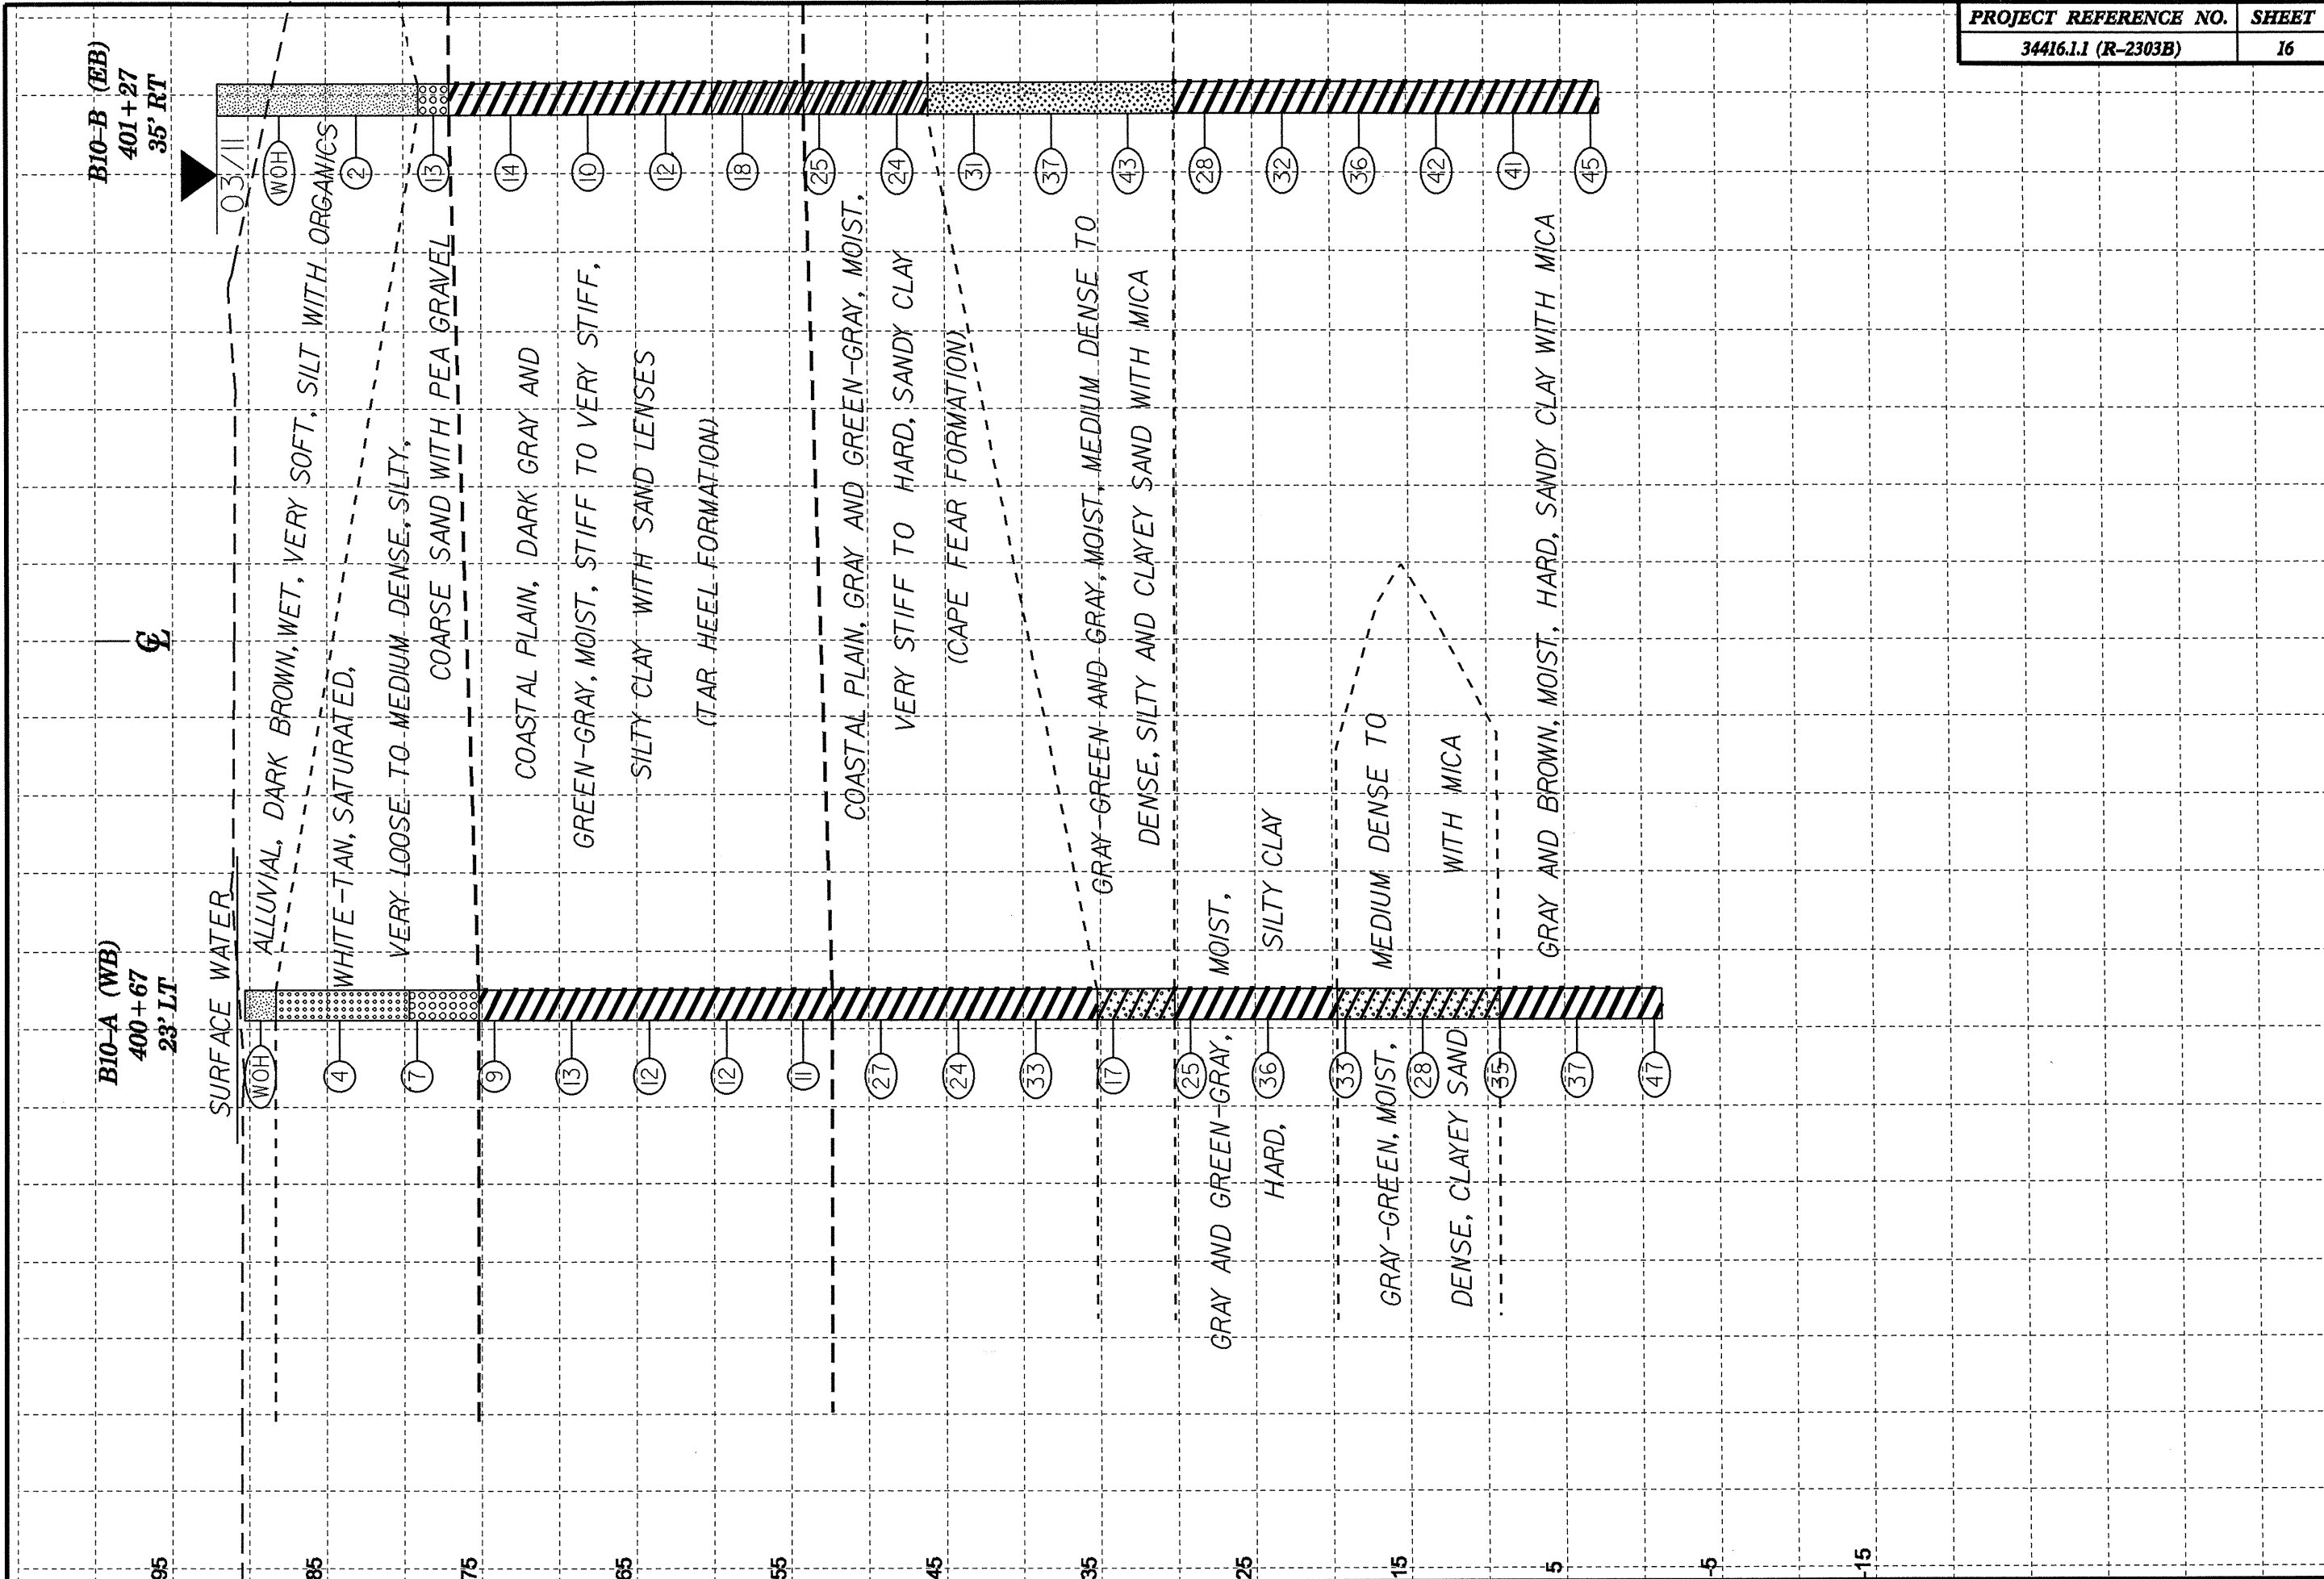 PROJECT REFERENCE NO.
SHEET
34416.1.1 (R-2303B)
16
B10-A (WB)
400+67
23' LT
B10-B (EB)
401+27
35' RT
℄
SURFACE WATER
03/11
ALLUVIAL, DARK BROWN, WET, VERY SOFT, SILT WITH ORGANICS
WHITE-TAN, SATURATED,
VERY LOOSE TO MEDIUM DENSE, SILTY,
COARSE SAND WITH PEA GRAVEL
COASTAL PLAIN, DARK GRAY AND
GREEN-GRAY, MOIST, STIFF TO VERY STIFF,
SILTY CLAY WITH SAND LENSES
(TAR HEEL FORMATION)
COASTAL PLAIN, GRAY AND GREEN-GRAY, MOIST,
VERY STIFF TO HARD, SANDY CLAY
(CAPE FEAR FORMATION)
GRAY-GREEN AND GRAY, MOIST, MEDIUM DENSE TO
DENSE, SILTY AND CLAYEY SAND WITH MICA
GRAY AND GREEN-GRAY, MOIST,
HARD, SILTY CLAY
GRAY-GREEN, MOIST, MEDIUM DENSE TO
DENSE, CLAYEY SAND WITH MICA
GRAY AND BROWN, MOIST, HARD, SANDY CLAY WITH MICA
WOH
4
7
9
13
12
12
11
27
24
33
17
25
36
33
28
35
37
47
WOH
2
13
14
10
12
18
25
24
31
37
43
28
32
36
42
41
45
95
85
75
65
55
45
35
25
15
5
-5
-15